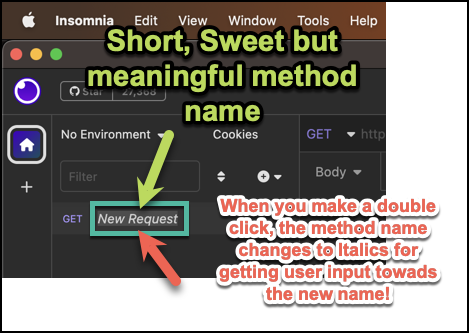 Insomnia Edit View Window Tools
Short, Sweet but
meaningful method
name
Star 27,368
No Environment Cookies
GET http
Filter
Body
GET New Request
When you make a double
click, the method name
changes to Italics for
getting user input towads
the new name!